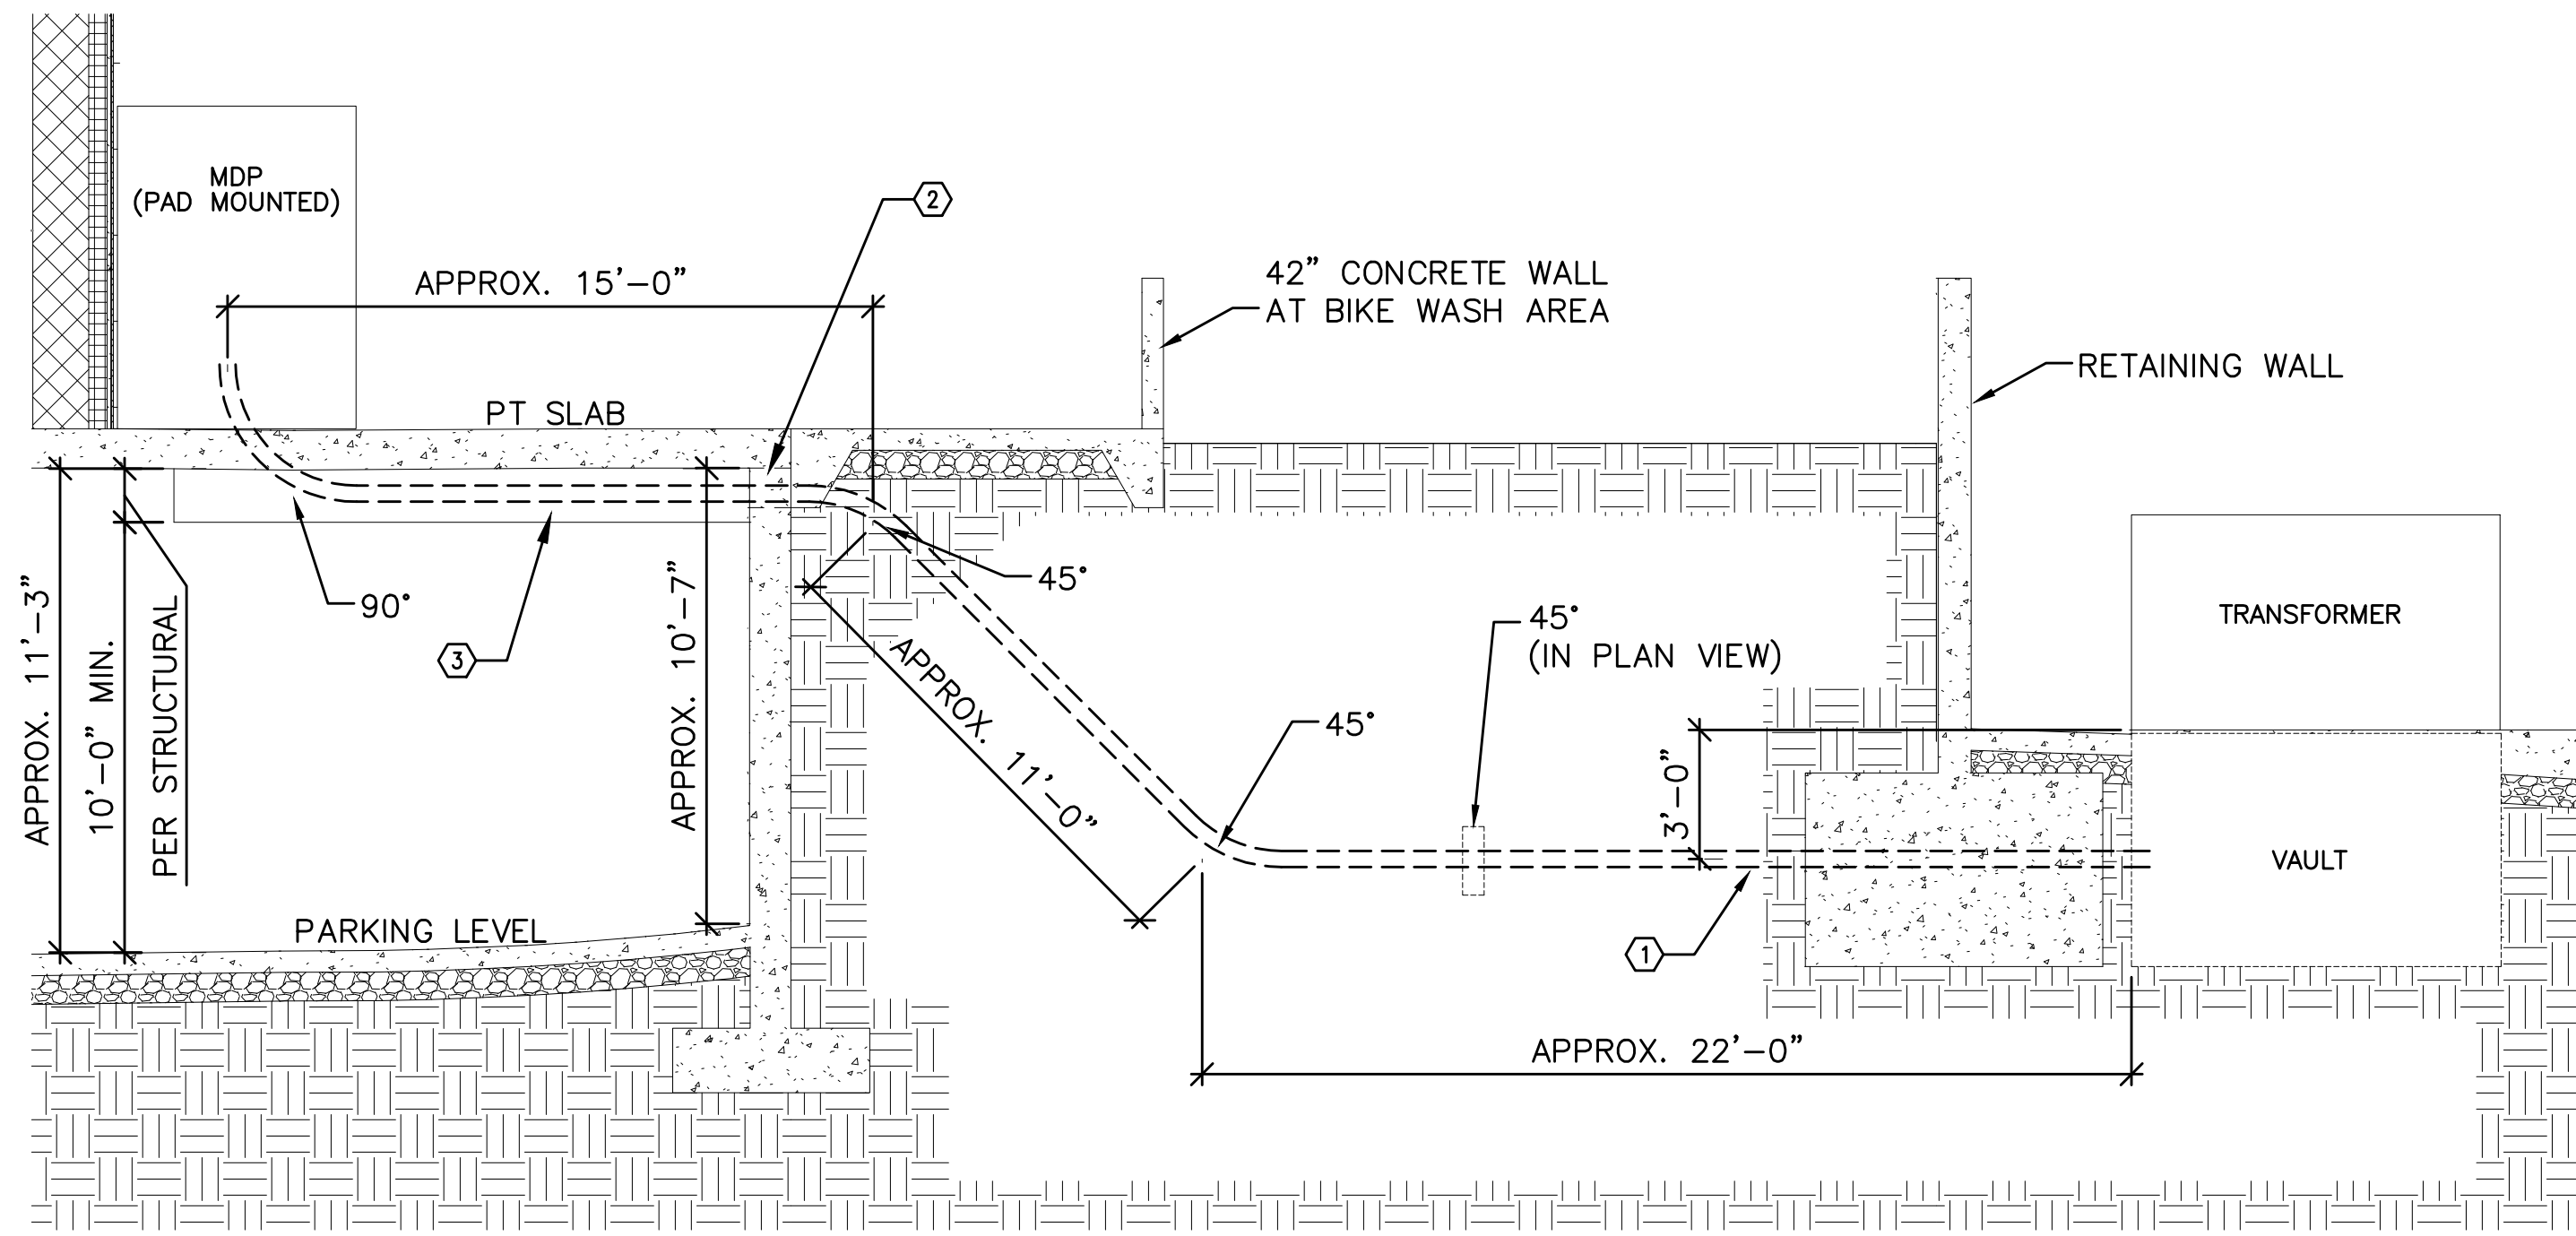 MDP
(PAD MOUNTED)
2
APPROX. 15'-0"
42" CONCRETE WALL
AT BIKE WASH AREA
RETAINING WALL
PT SLAB
APPROX. 11'-3"
10'-0" MIN.
PER STRUCTURAL
90°
3
APPROX. 10'-7"
45°
APPROX. 11'-0"
45°
(IN PLAN VIEW)
45°
TRANSFORMER
3'-0"
VAULT
PARKING LEVEL
1
APPROX. 22'-0"